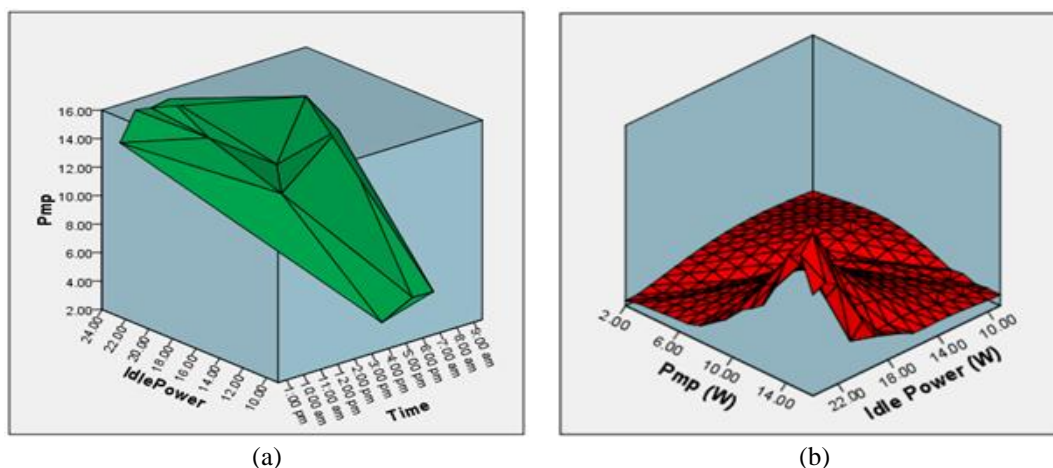 16.00
14.00
12.00
10.00
8.00
6.00
4.00
2.00
Pmp
24.00
22.00
20.00
18.00
16.00
14.00
12.00
10.00
IdlePower
1:00 pm
10:00 am
11:00 am
12:00 pm
2:00 pm
3:00 pm
4:00 pm
5:00 pm
6:00 pm
7:00 am
8:00 am
9:00 am
Time
(a)
2.00
6.00
10.00
14.00
Pmp (W)
22.00
18.00
14.00
10.00
Idle Power (W)
(b)